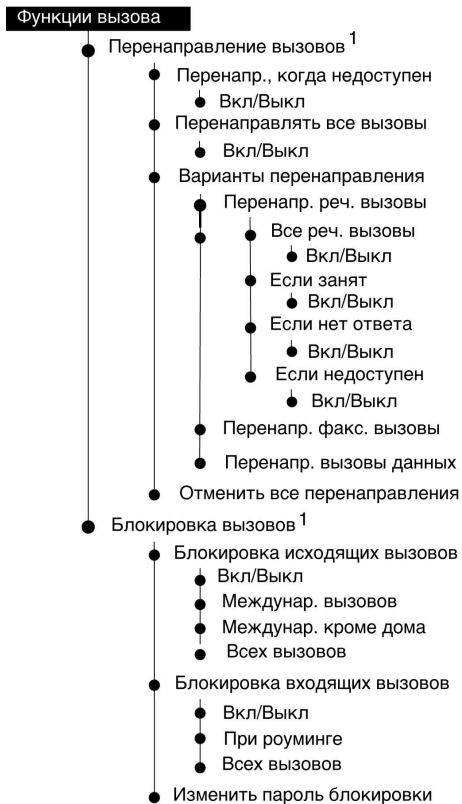 Функции вызова
Перенаправление вызовов 1
Перенапр., когда недоступен
Вкл/Выкл
Перенаправлять все вызовы
Вкл/Выкл
Варианты перенаправления
Перенапр. реч. вызовы
Все реч. вызовы
Вкл/Выкл
Если занят
Вкл/Выкл
Если нет ответа
Вкл/Выкл
Если недоступен
Вкл/Выкл
Перенапр. факс. вызовы
Перенапр. вызовы данных
Отменить все перенаправления
Блокировка вызовов 1
Блокировка исходящих вызовов
Вкл/Выкл
Междунар. вызовов
Междунар. кроме дома
Всех вызовов
Блокировка входящих вызовов
Вкл/Выкл
При роуминге
Всех вызовов
Изменить пароль блокировки